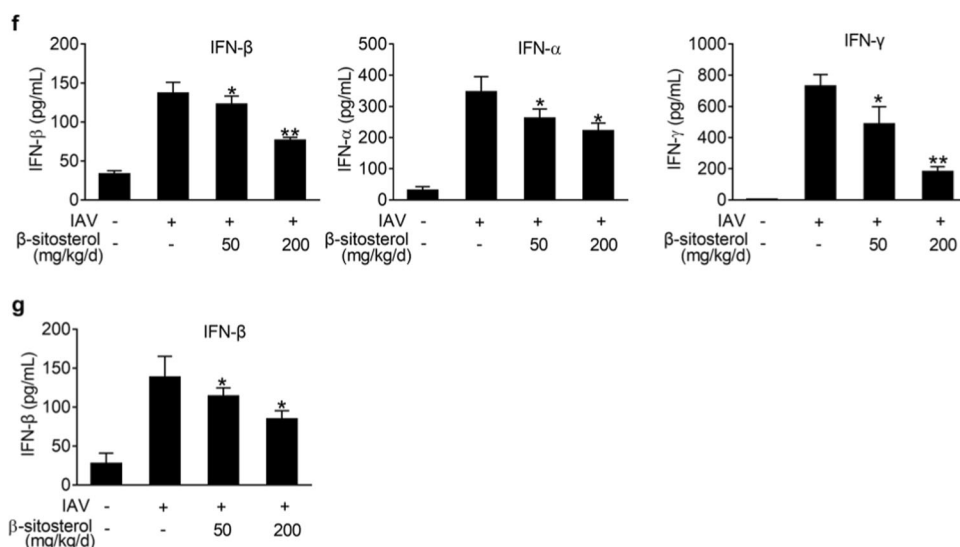 f
IFN-β
IFN-β (pg/mL)
200
150
100
50
0
IAV - + + +
β-sitosterol - - 50 200
(mg/kg/d)
IFN-α
IFN-α (pg/mL)
500
400
300
200
100
0
IAV - + + +
β-sitosterol - - 50 200
(mg/kg/d)
IFN-γ
IFN-γ (pg/mL)
1000
800
600
400
200
0
IAV - + + +
β-sitosterol - - 50 200
(mg/kg/d)
* **
* *
* **
g
IFN-β
IFN-β (pg/mL)
200
150
100
50
0
* *
IAV - + + +
β-sitosterol - - 50 200
(mg/kg/d)